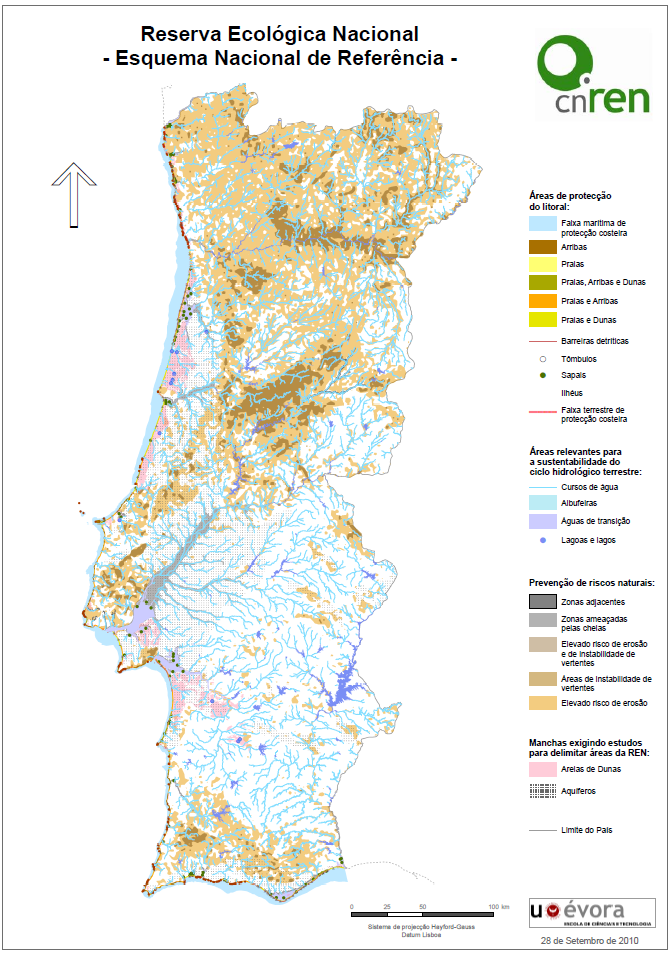 Reserva Ecológica Nacional
- Esquema Nacional de Referência -
cnren
Áreas de protecção
do litoral:
Faixa marítima de
protecção costeira
Arribas
Praias
Praias, Arribas e Dunas
Praias e Arribas
Praias e Dunas
Barreiras detríticas
Tômbulos
Sapais
Ilhéus
Faixa terrestre de
protecção costeira
Áreas relevantes para
a sustentabilidade do
ciclo hidrológico terrestre:
Cursos de água
Albufeiras
Águas de transição
Lagoas e lagos
Prevenção de riscos naturais:
Zonas adjacentes
Zonas ameaçadas
pelas cheias
Elevado risco de erosão
e de instabilidade de
vertentes
Áreas de instabilidade de
vertentes
Elevado risco de erosão
Manchas exigindo estudos
para delimitar áreas da REN:
Areias de Dunas
Aquíferos
Limite do País
0 25 50 100 km
Sistema de projecção Hayford-Gauss
Datum Lisboa
u évora
ESCOLA DE CIÊNCIAS E TECNOLOGIA
28 de Setembro de 2010